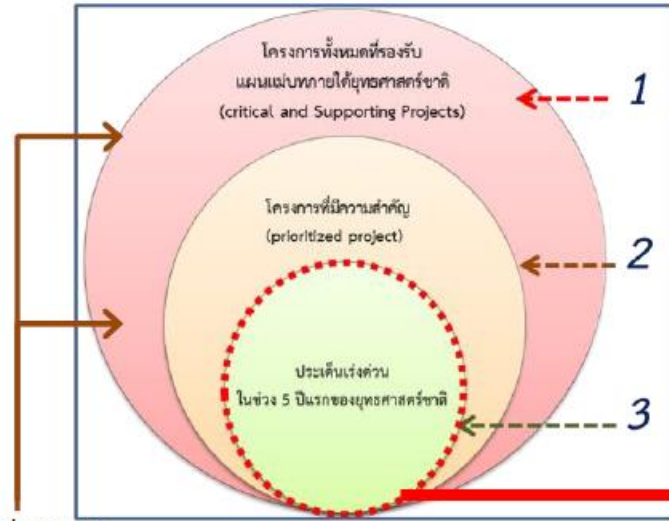 โครงการทั้งหมดที่รองรับ
แผนแม่บทภายใต้ยุทธศาสตร์ชาติ
(critical and Supporting Projects)
1
โครงการที่มีความสำคัญ
(prioritized project)
2
ประเด็นเร่งด่วน
ในช่วง 5 ปีแรกของยุทธศาสตร์ชาติ
3